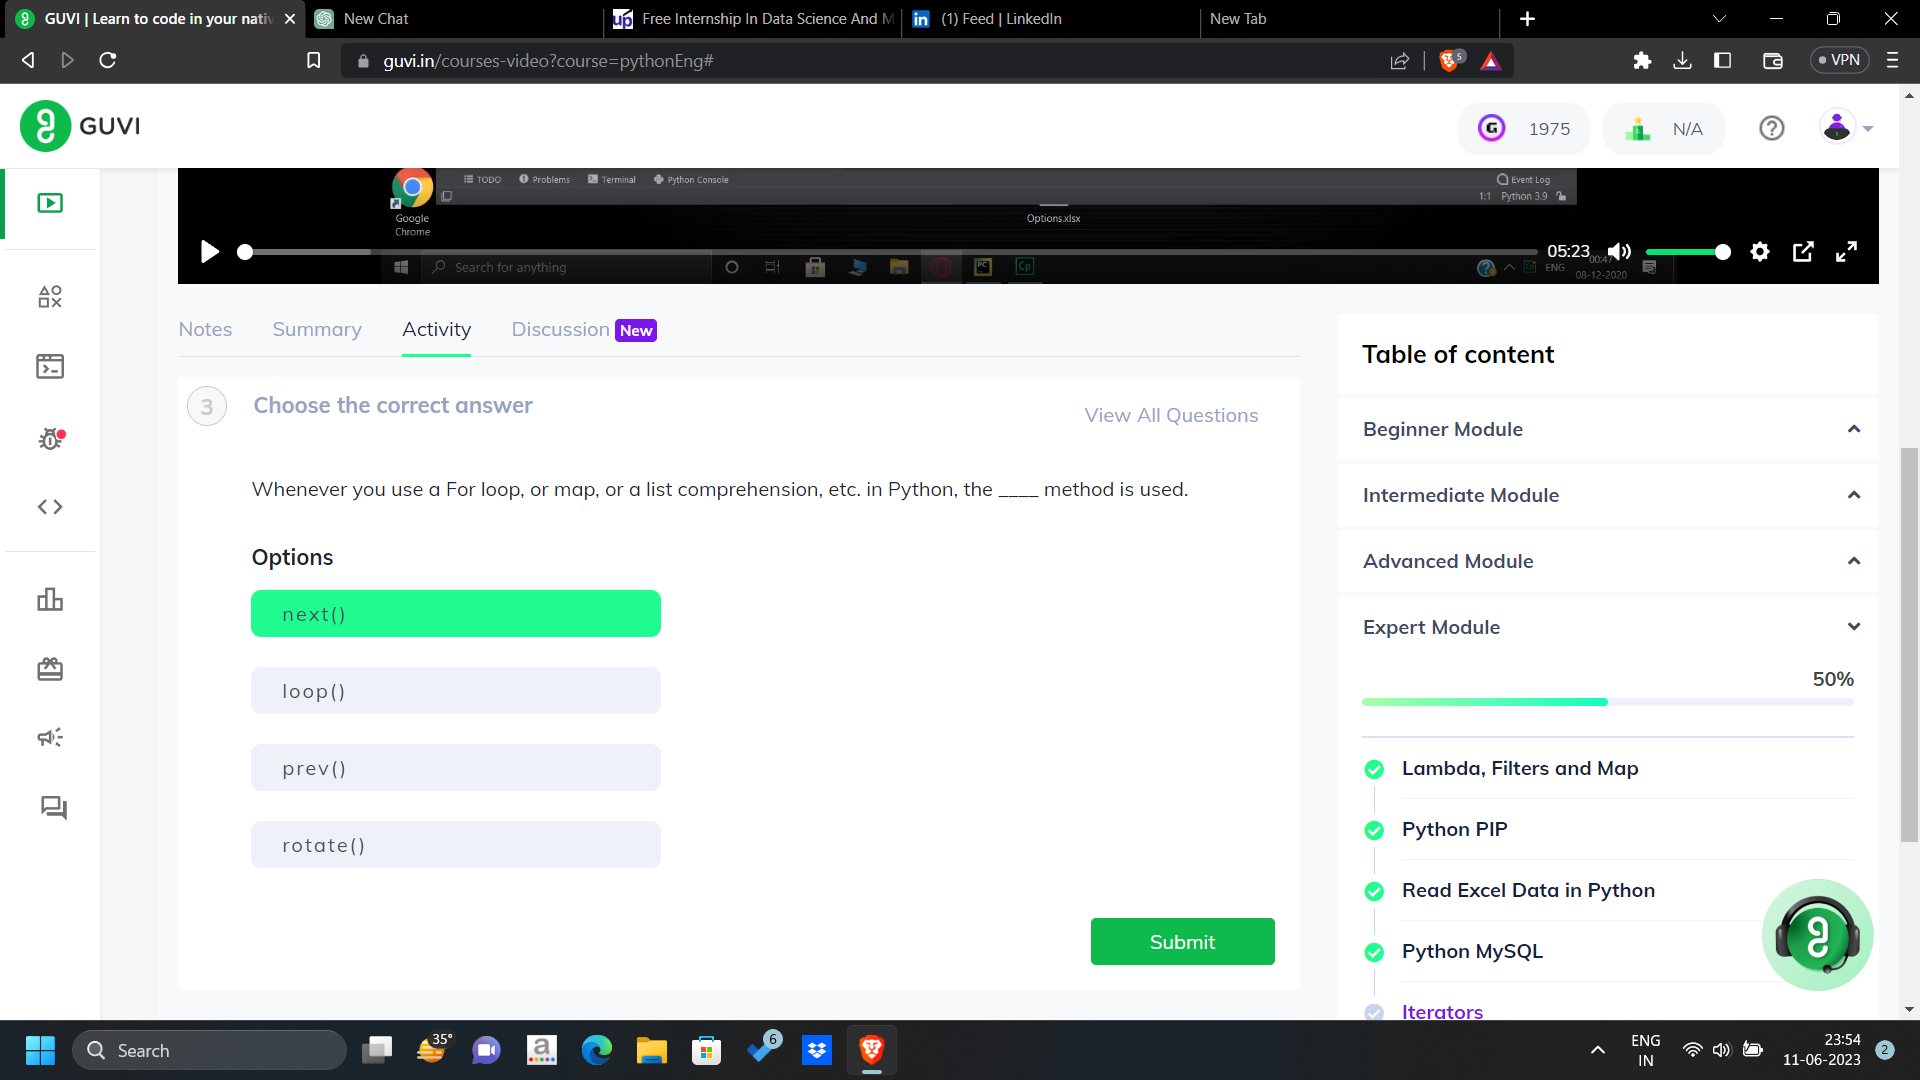 GUVI | Learn to code in your nativ
New Chat
Free Internship In Data Science And M
(1) Feed | LinkedIn
New Tab
guvi.in/courses-video?course=pythonEng#
5
VPN
GUVI
G
1975
N/A
TODO
Problems
Terminal
Python Console
Event Log
1:1
Python 3.9
Google
Chrome
Options.xlsx
05:23
Search for anything
PC
Cp
ENG
00:47
08-12-2020
Notes
Summary
Activity
Discussion
New
3
Choose the correct answer
View All Questions
Whenever you use a For loop, or map, or a list comprehension, etc. in Python, the ____ method is used.
Options
next()
loop()
prev()
rotate()
Submit
Table of content
Beginner Module
Intermediate Module
Advanced Module
Expert Module
50%
Lambda, Filters and Map
Python PIP
Read Excel Data in Python
Python MySQL
Iterators
Search
35°
a
6
ENG
IN
23:54
11-06-2023
2